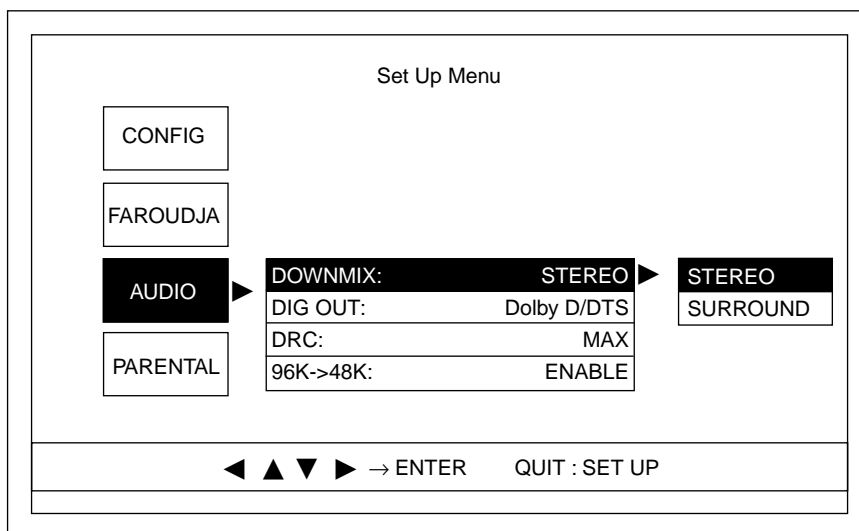 Set Up Menu
CONFIG
FAROUDJA
AUDIO
PARENTAL
DOWNMIX: STEREO
DIG OUT: Dolby D/DTS
DRC: MAX
96K->48K: ENABLE
STEREO
SURROUND
◀ ▲ ▼ ▶ → ENTER QUIT : SET UP